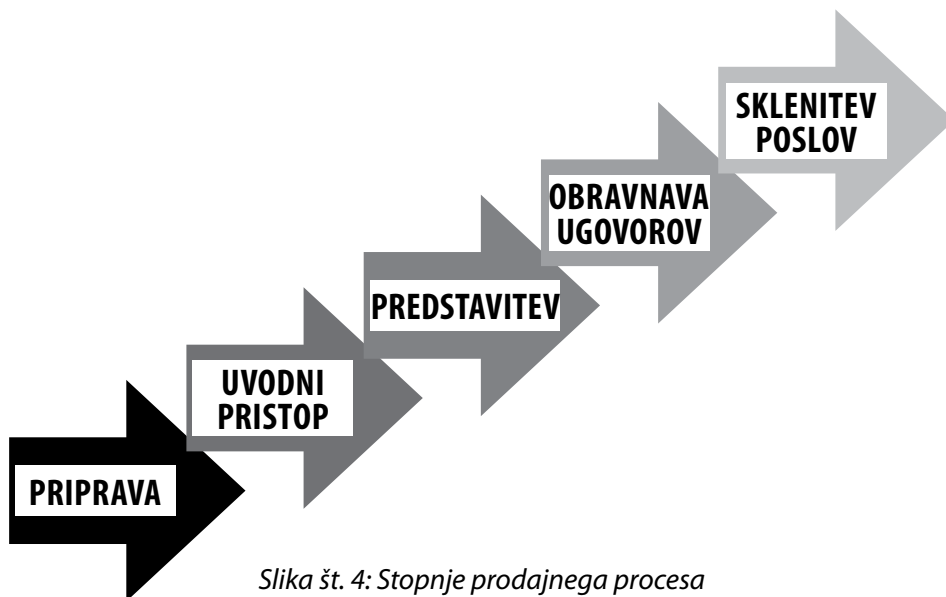 SKLENITEV
POSLOV
OBRAVNAVA
UGOVOROV
PREDSTAVITEV
UVODNI
PRISTOP
PRIPRAVA
Slika št. 4: Stopnje prodajnega procesa